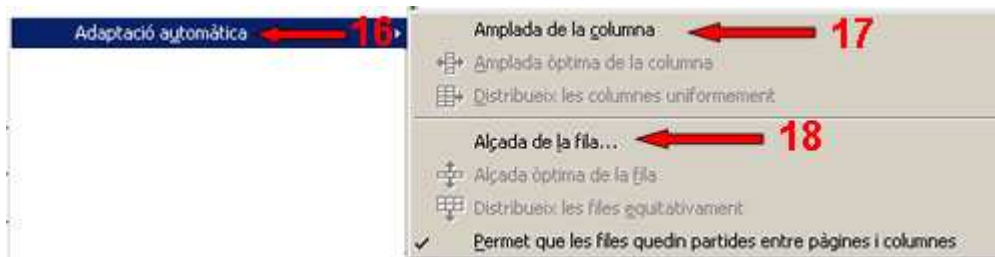 Adaptació automàtica 16
Amplada de la columna 17
Amplada òptima de la columna
Distribueix les columnes uniformement
Alçada de la fila... 18
Alçada òptima de la fila
Distribueix les files equitativament
Permet que les files quedin partides entre pàgines i columnes